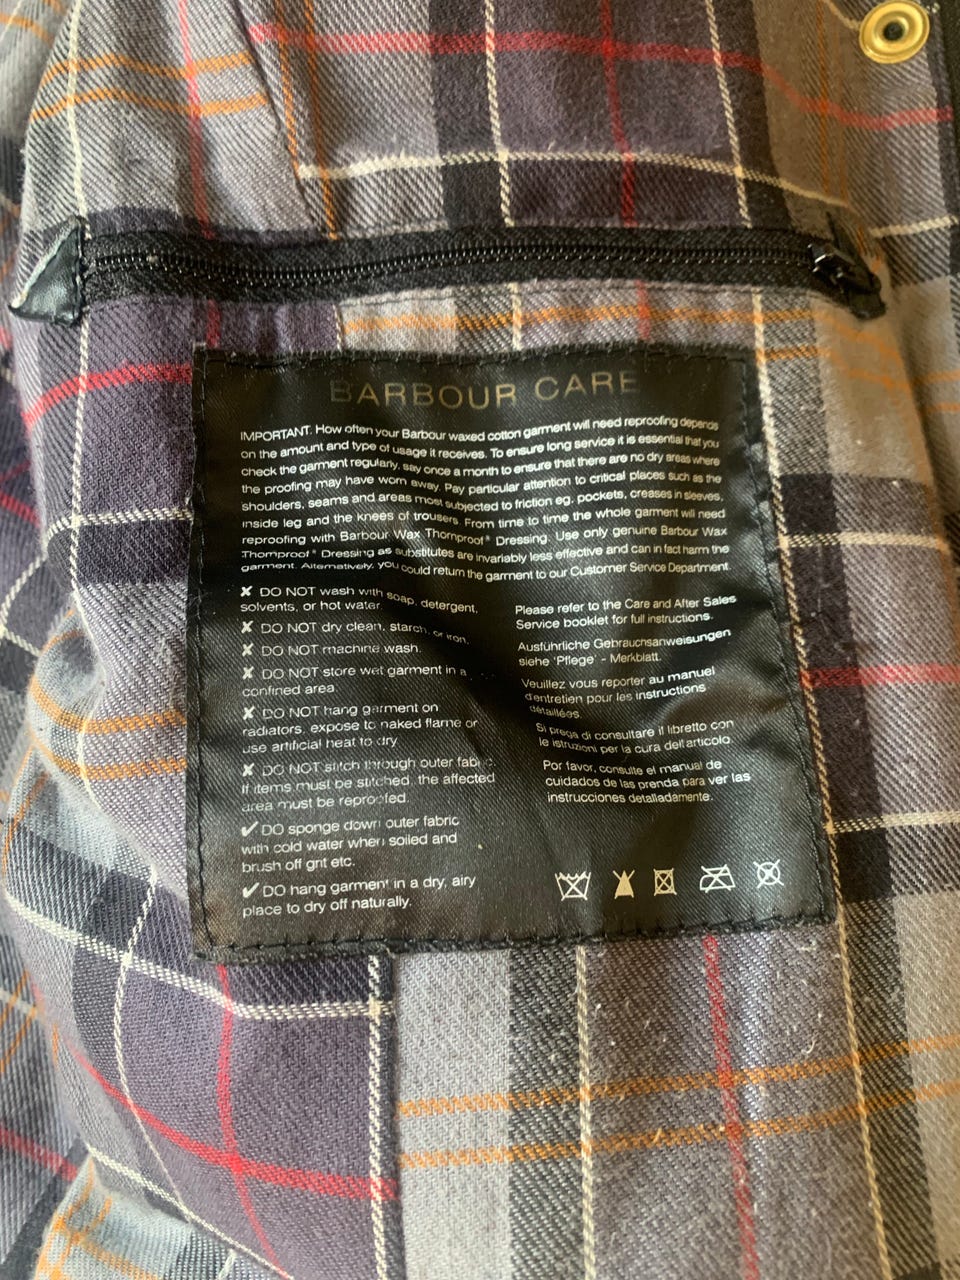 BARBOUR CARE
IMPORTANT. How often your Barbour waxed cotton garment will need reproofing depends
on the amount and type of usage it receives. To ensure long service it is essential that you
check the garment regularly, say once a month to ensure that there are no dry areas where
the proofing may have worn away. Pay particular attention to critical places such as the
shoulders, seams and areas most subjected to friction eg. pockets, creases in sleeves,
inside leg and the knees of trousers. From time to time the whole garment will need
reproofing with Barbour Wax Thornproof® Dressing. Use only genuine Barbour Wax
Thornproof® Dressing as substitutes are invariably less effective and can in fact harm the
garment. Alternatively, you could return the garment to our Customer Service Department.
✘ DO NOT wash with soap, detergent,
solvents, or hot water.
✘ DO NOT dry clean, starch, or iron.
✘ DO NOT machine wash.
✘ DO NOT store wet garment in a
confined area
✘ DO NOT hang garment on
radiators, expose to naked flame or
use artificial heat to dry
✘ DO NOT stitch through outer fabric.
If items must be stitched, the affected
area must be reproofed
✔ DO sponge down outer fabric
with cold water when soiled and
brush off grit etc.
✔ DO hang garment in a dry, airy
place to dry off naturally.
Please refer to the Care and After Sales
Service booklet for full instructions.
Ausführliche Gebrauchsanweisungen
siehe 'Pflege' - Merkblatt.
Veuillez vous reporter au manuel
d'entretien pour les instructions
détaillées.
Si prega di consultare il libretto con
le istruzioni per la cura dell'articolo.
Por favor, consulte el manual de
cuidados de las prenda para ver las
instrucciones detalladamente.